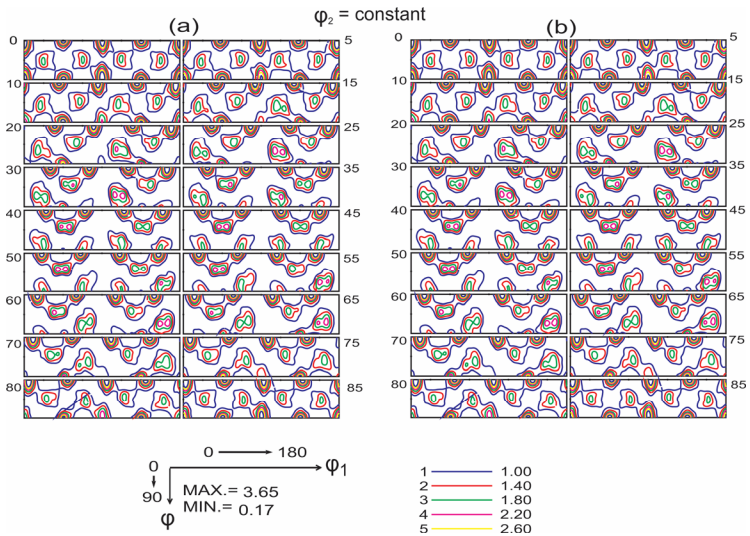 φ₂ = constant
(a) (b)
0 5 0 5
10 15 10 15
20 25 20 25
30 35 30 35
40 45 40 45
50 55 50 55
60 65 60 65
70 75 70 75
80 85 80 85
0 → 180
φ₁
0
↓
90
φ
MAX.= 3.65
MIN.= 0.17
1 1.00
2 1.40
3 1.80
4 2.20
5 2.60